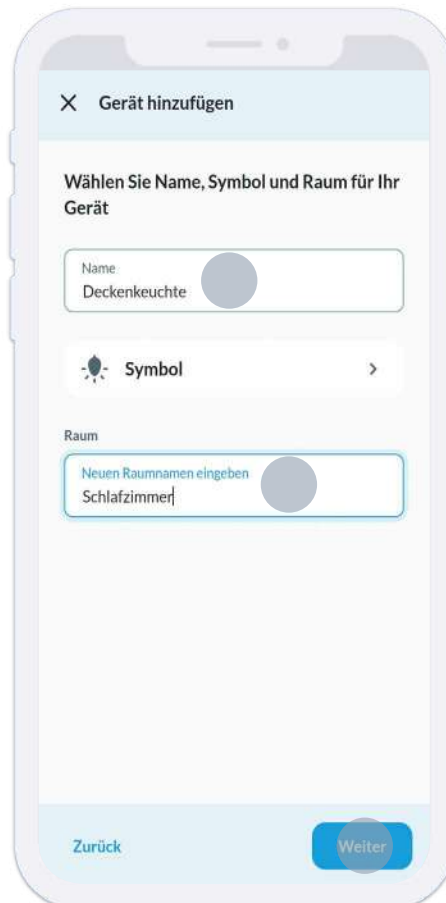 Gerät hinzufügen
Wählen Sie Name, Symbol und Raum für Ihr
Gerät
Name
Deckenkeuchte
Symbol
Raum
Neuen Raumnamen eingeben
Schlafzimmer
Zurück
Weiter